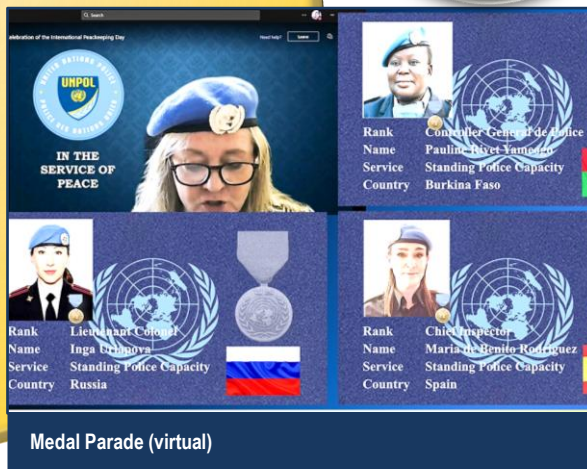 Search
elebration of the International Peacekeeping Day
Need help?
Leave
UNITED NATIONS POLICE
UNPOL
POLICE DES NATIONS UNIES
IN THE
SERVICE OF
PEACE
Rank Controller General de Police
Name Pauline Rivet Yameogo
Service Standing Police Capacity
Country Burkina Faso
Rank Lieutenant Colonel
Name Inga
Service Standing Police Capacity
Country Russia
Rank Chief Inspector
Name Maria de Benito Rodriguez
Service Standing Police Capacity
Country Spain
Medal Parade (virtual)